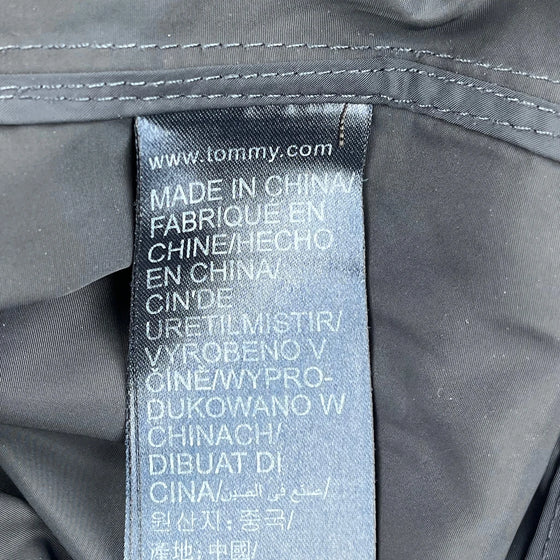 www.tommy.com
MADE IN CHINA/
FABRIQUÉ EN
CHINE/HECHO
EN CHINA/
CIN'DE
URETILMISTIR/
VYROBENO V
ČÍNĚ/WYPRO-
DUKOWANO W
CHINACH/
DIBUAT DI
CINA/صنع في الصين/
원산지:중국/
產地:中國/